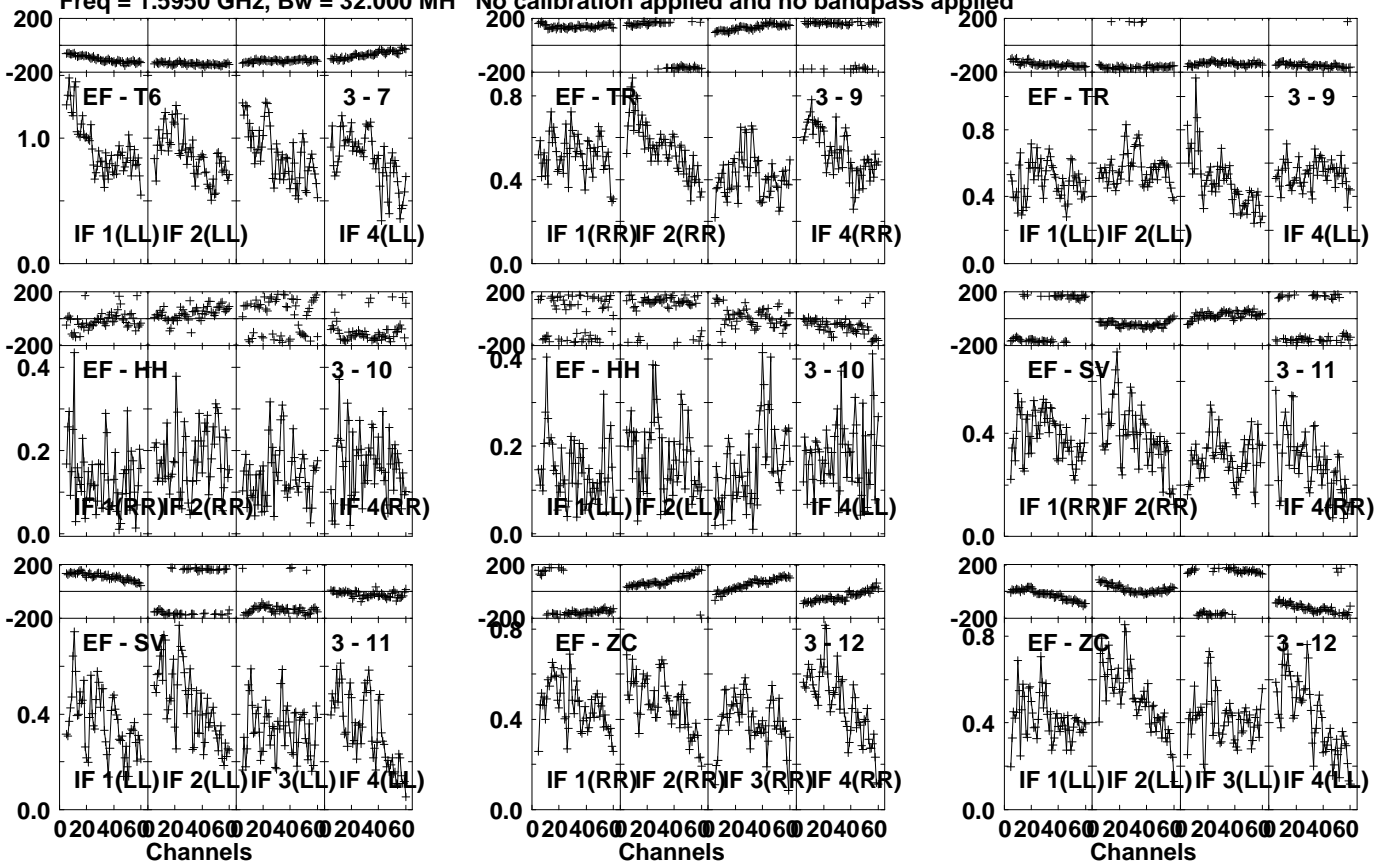 Freq = 1.5950 GHz, Bw = 32.000 MH No calibration applied and no bandpass applied
200
-200
EF - T6 3 - 7
1.0
0.0
IF 1(LL) IF 2(LL) IF 4(LL)
EF - TR 3 - 9
0.8
0.4
0.0
IF 1(RR) IF 2(RR) IF 4(RR)
200
-200
EF - TR 3 - 9
0.8
0.4
0.0
IF 1(LL) IF 2(LL) IF 4(LL)
200
-200
EF - HH 3 - 10
0.4
0.2
0.0
IF 1(RR) IF 2(RR) IF 4(RR)
200
-200
EF - HH 3 - 10
0.4
0.2
0.0
IF 1(LL) IF 2(LL) IF 4(LL)
200
-200
EF - SV 3 - 11
0.4
0.0
IF 1(RR) IF 2(RR) IF 4(RR)
200
-200
EF - SV 3 - 11
0.4
0.0
IF 1(LL) IF 2(LL) IF 3(LL) IF 4(LL)
0 20 40 60 0 20 40 60 0 20 40 60 0 20 40 60
Channels
200
-200
EF - ZC 3 - 12
0.8
0.4
0.0
IF 1(RR) IF 2(RR) IF 3(RR) IF 4(RR)
0 20 40 60 0 20 40 60 0 20 40 60 0 20 40 60
Channels
200
-200
EF - ZC 3 - 12
0.8
0.4
0.0
IF 1(LL) IF 2(LL) IF 3(LL) IF 4(LL)
0 20 40 60 0 20 40 60 0 20 40 60 0 20 40 60
Channels